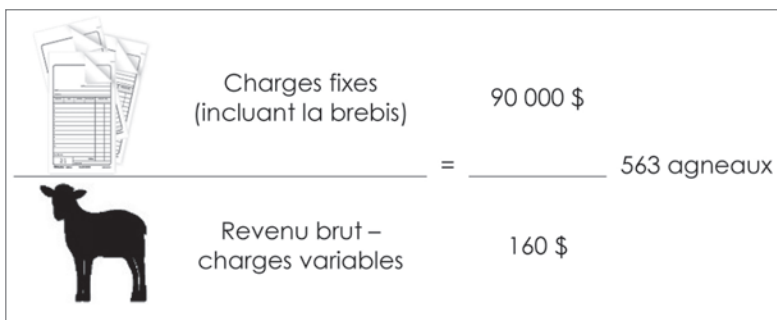 Charges fixes
(incluant la brebis)
90 000 $
=
563 agneaux
Revenu brut –
charges variables
160 $